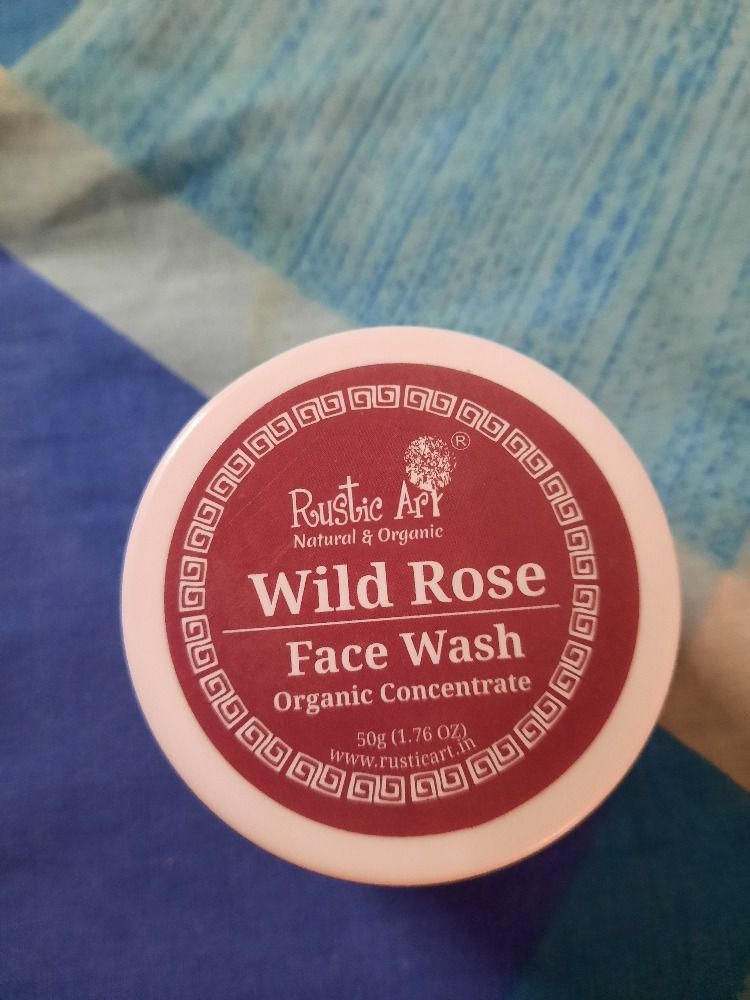 Rustic Art ®
Natural & Organic
Wild Rose
Face Wash
Organic Concentrate
50g (1.76 OZ)
www.rusticart.in